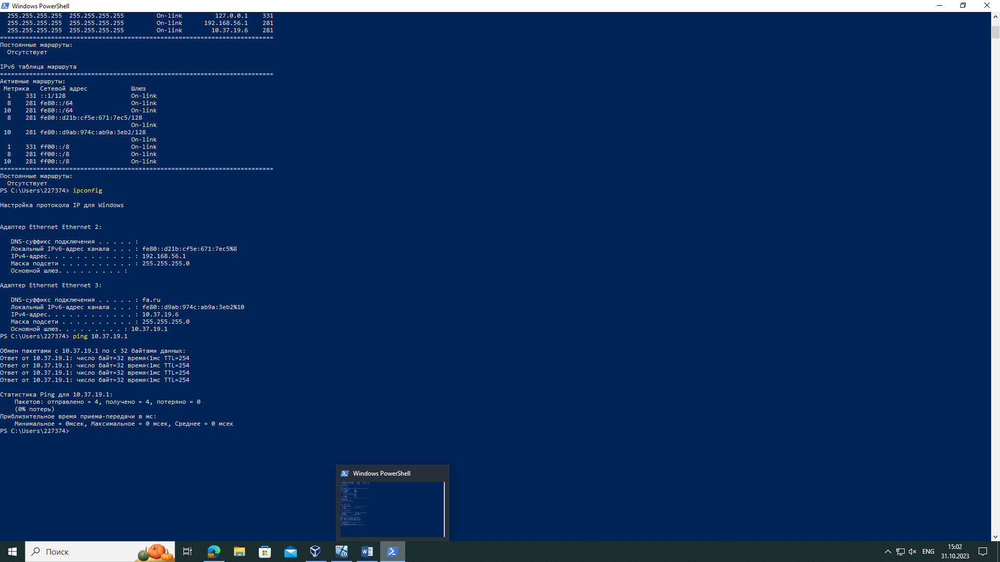 Windows PowerShell
255.255.255.255  255.255.255.255         On-link         127.0.0.1    331
255.255.255.255  255.255.255.255         On-link      192.168.56.1    281
255.255.255.255  255.255.255.255         On-link        10.37.19.6    281
===========================================================================
Постоянные маршруты:
  Отсутствует
IPv6 таблица маршрута
===========================================================================
Активные маршруты:
 Метрика   Сетевой адрес            Шлюз
  1    331 ::1/128                  On-link
  8    281 fe80::/64                On-link
 10    281 fe80::/64                On-link
  8    281 fe80::d21b:cf5e:671:7ec5/128
                                    On-link
 10    281 fe80::d9ab:974c:ab9a:3eb2/128
                                    On-link
  1    331 ff00::/8                 On-link
  8    281 ff00::/8                 On-link
 10    281 ff00::/8                 On-link
===========================================================================
Постоянные маршруты:
  Отсутствует
PS C:\Users\227374> ipconfig
Настройка протокола IP для Windows
Адаптер Ethernet Ethernet 2:
   DNS-суффикс подключения . . . . . :
   Локальный IPv6-адрес канала . . . : fe80::d21b:cf5e:671:7ec5%8
   IPv4-адрес. . . . . . . . . . . . : 192.168.56.1
   Маска подсети . . . . . . . . . . : 255.255.255.0
   Основной шлюз. . . . . . . . . :
Адаптер Ethernet Ethernet 3:
   DNS-суффикс подключения . . . . . : fa.ru
   Локальный IPv6-адрес канала . . . : fe80::d9ab:974c:ab9a:3eb2%10
   IPv4-адрес. . . . . . . . . . . . : 10.37.19.6
   Маска подсети . . . . . . . . . . : 255.255.255.0
   Основной шлюз. . . . . . . . . : 10.37.19.1
PS C:\Users\227374> ping 10.37.19.1
Обмен пакетами с 10.37.19.1 по с 32 байтами данных:
Ответ от 10.37.19.1: число байт=32 время<1мс TTL=254
Ответ от 10.37.19.1: число байт=32 время<1мс TTL=254
Ответ от 10.37.19.1: число байт=32 время<1мс TTL=254
Ответ от 10.37.19.1: число байт=32 время<1мс TTL=254
Статистика Ping для 10.37.19.1:
    Пакетов: отправлено = 4, получено = 4, потеряно = 0
    (0% потерь)
Приблизительное время приема-передачи в мс:
    Минимальное = 0мсек, Максимальное = 0 мсек, Среднее = 0 мсек
PS C:\Users\227374>
Windows PowerShell
Поиск
64
10
ENG
15:02
31.10.2023